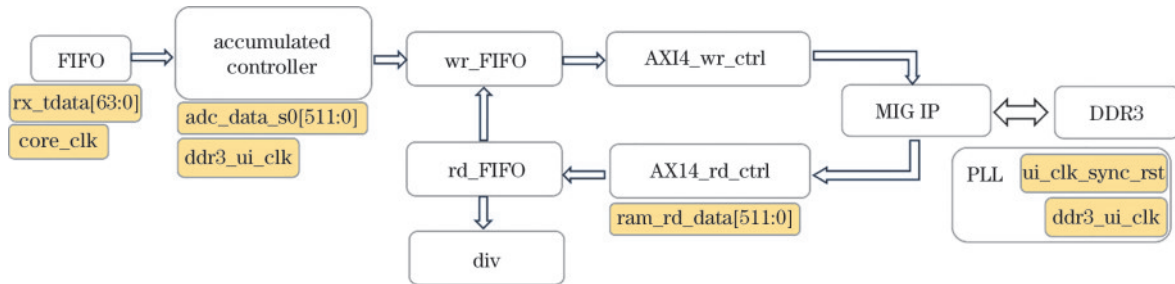 FIFO
rx_tdata[63:0]
core_clk
accumulated
controller
adc_data_s0[511:0]
ddr3_ui_clk
wr_FIFO
AXI4_wr_ctrl
MIG IP
DDR3
rd_FIFO
AX14_rd_ctrl
ram_rd_data[511:0]
div
PLL
ui_clk_sync_rst
ddr3_ui_clk